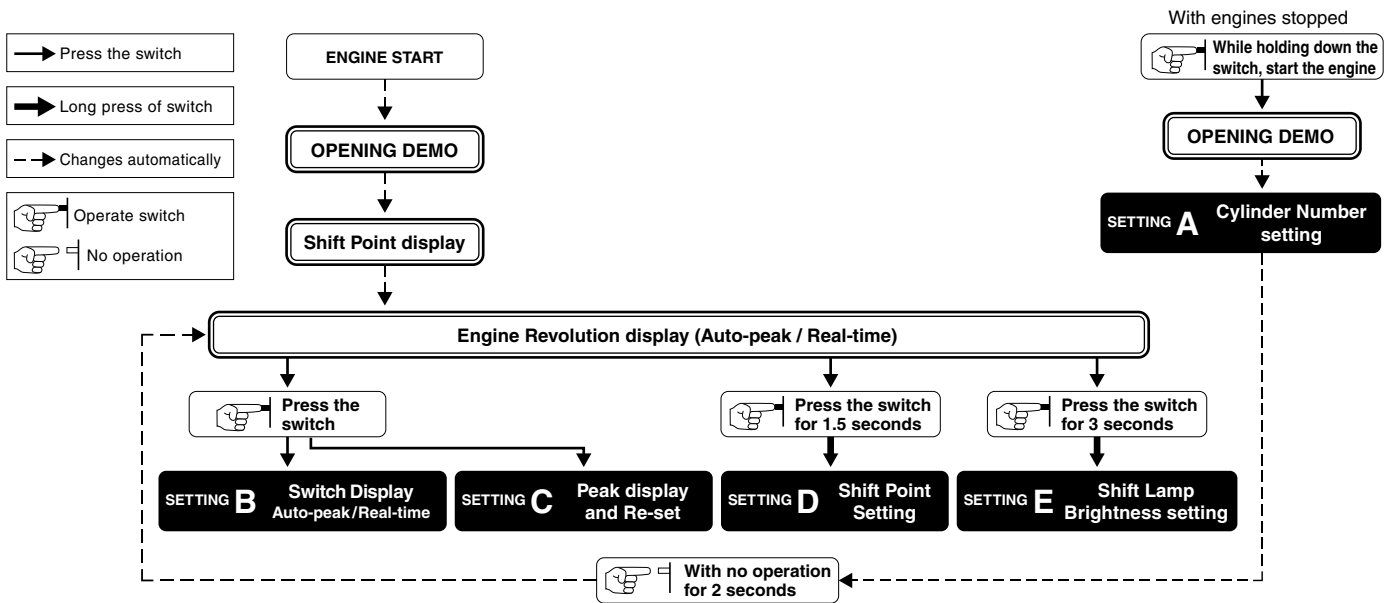 Press the switch
Long press of switch
Changes automatically
Operate switch
No operation
ENGINE START
OPENING DEMO
Shift Point display
With engines stopped
While holding down the
switch, start the engine
OPENING DEMO
SETTING A Cylinder Number
setting
Engine Revolution display (Auto-peak / Real-time)
Press the
switch
Press the switch
for 1.5 seconds
Press the switch
for 3 seconds
SETTING B Switch Display
Auto-peak/Real-time
SETTING C Peak display
and Re-set
SETTING D Shift Point
Setting
SETTING E Shift Lamp
Brightness setting
With no operation
for 2 seconds